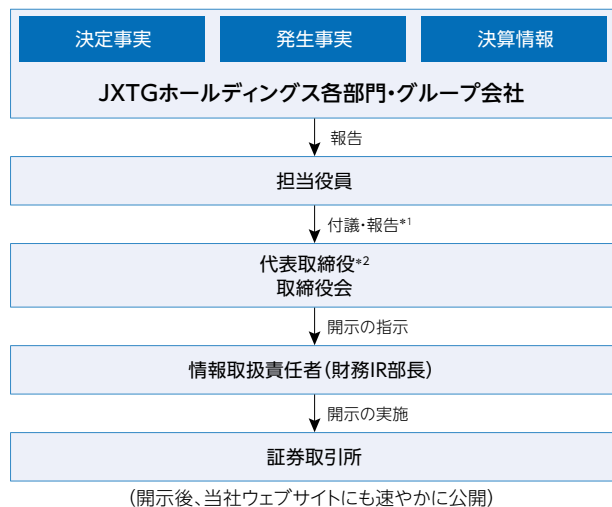 決定事実 発生事実 決算情報
JXTGホールディングス各部門・グループ会社
報告
担当役員
付議・報告*1
代表取締役*2
取締役会
開示の指示
情報取扱責任者(財務IR部長)
開示の実施
証券取引所
(開示後、当社ウェブサイトにも速やかに公開)